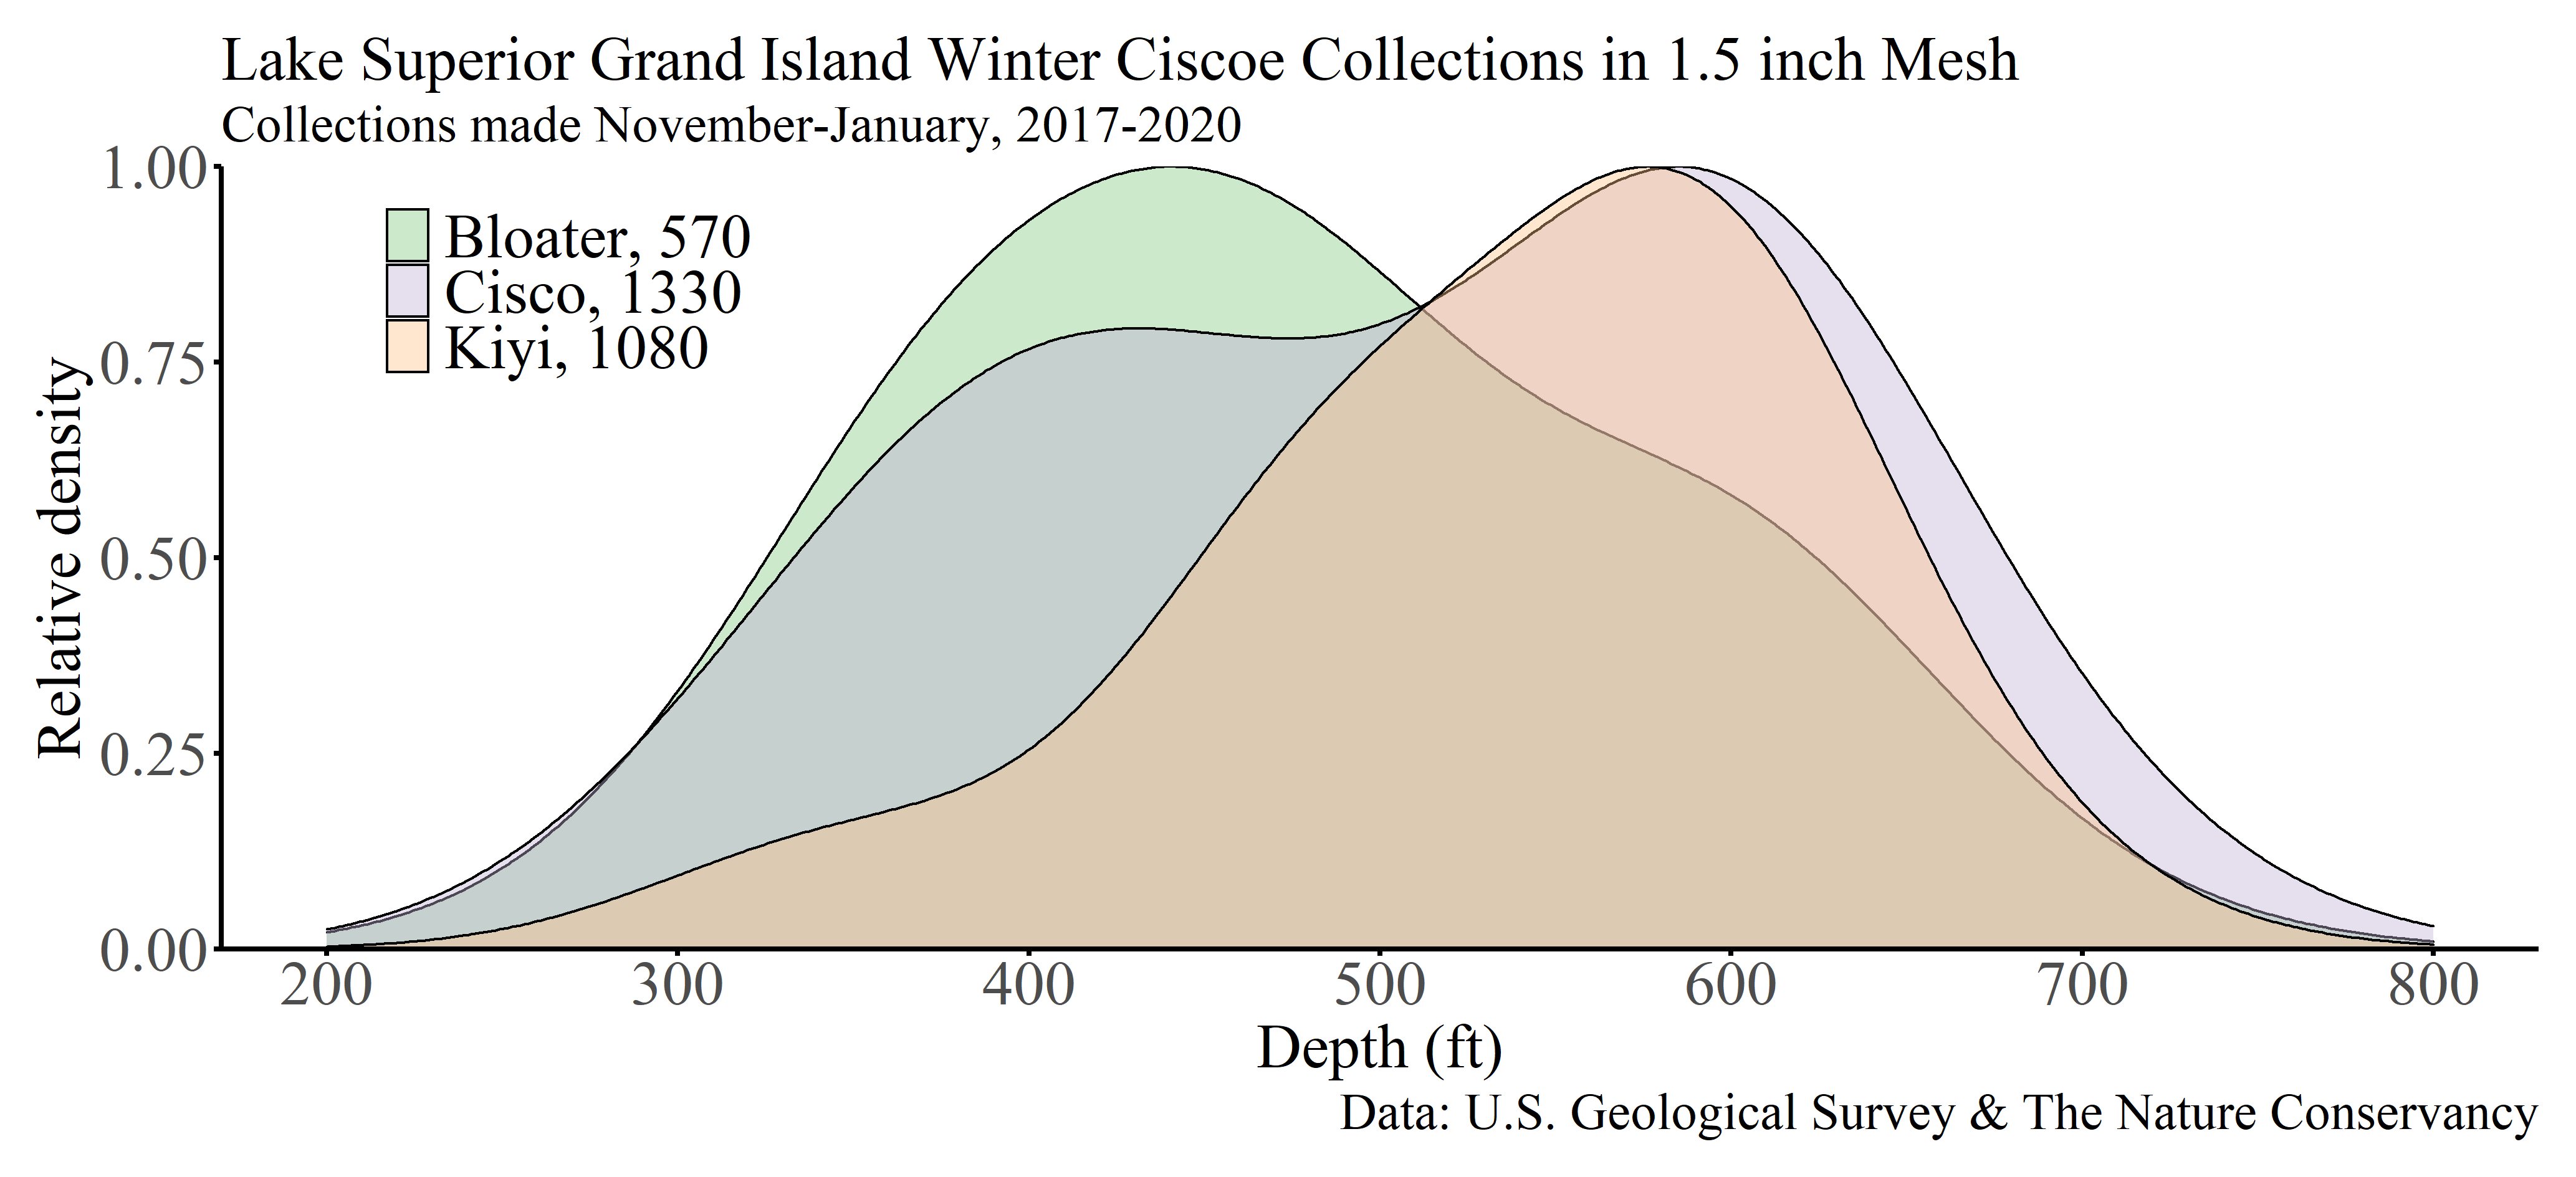 Lake Superior Grand Island Winter Ciscoe Collections in 1.5 inch Mesh
Collections made November-January, 2017-2020
1.00
0.75
0.50
0.25
0.00
Relative density
Bloater, 570
Cisco, 1330
Kiyi, 1080
200 300 400 500 600 700 800
Depth (ft)
Data: U.S. Geological Survey & The Nature Conservancy